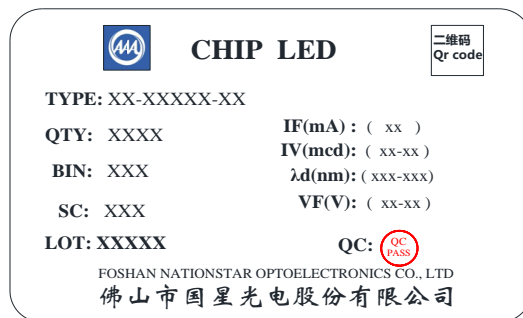 CHIP LED
二维码
Qr code
TYPE: XX-XXXXX-XX
QTY: XXXX
BIN: XXX
SC: XXX
LOT: XXXXX
IF(mA) : ( xx )
IV(mcd): ( xx-xx )
λd(nm): ( xxx-xxx)
VF(V): ( xx-xx )
QC: QC
PASS
FOSHAN NATIONSTAR OPTOELECTRONICS CO., LTD
佛山市国星光电股份有限公司